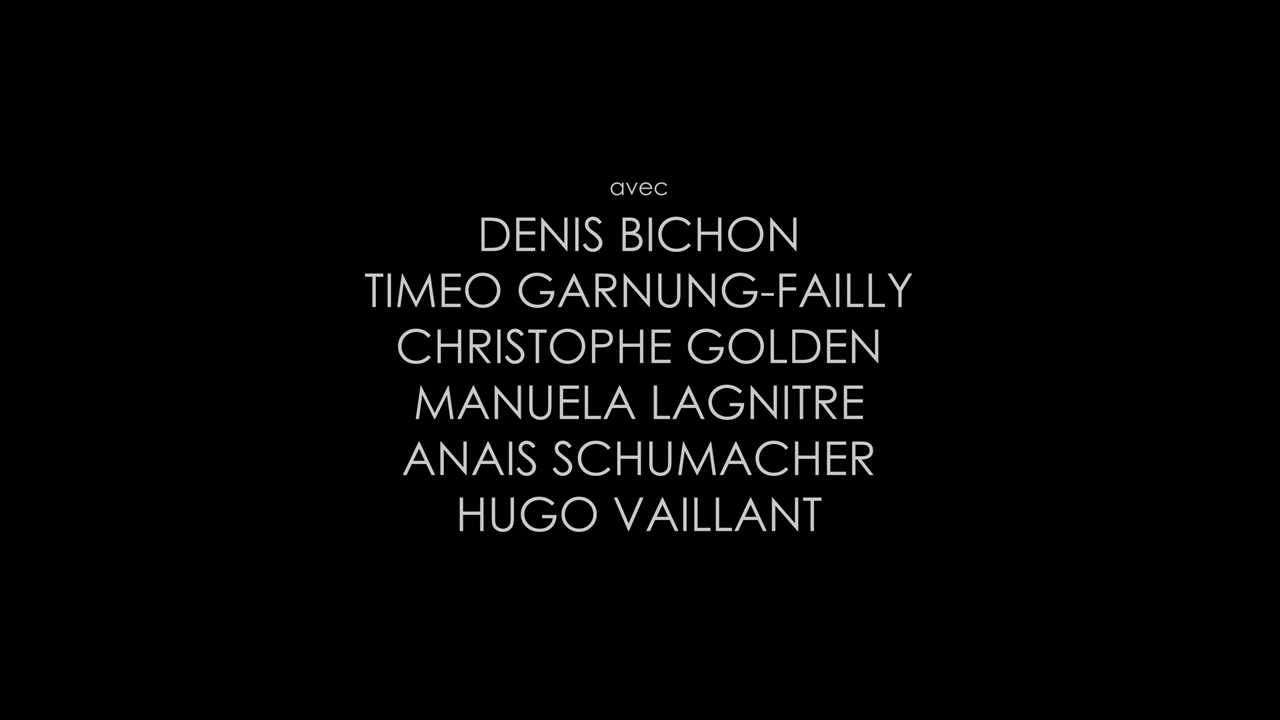 avec
DENIS BICHON
TIMEO GARNUNG-FAILLY
CHRISTOPHE GOLDEN
MANUELA LAGNITRE
ANAIS SCHUMACHER
HUGO VAILLANT